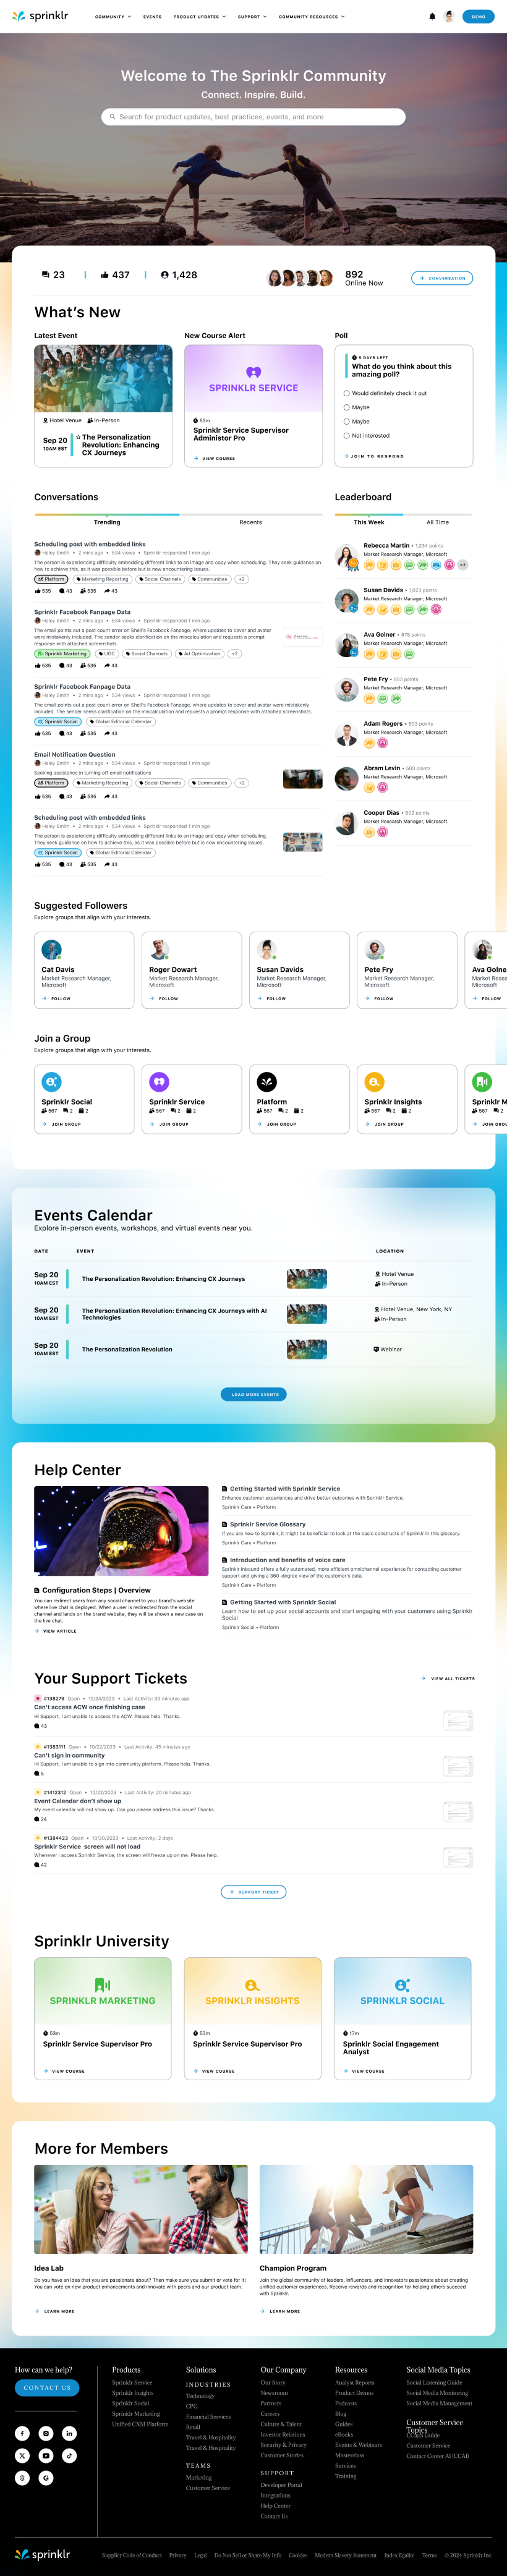 sprinklr
COMMUNITY
EVENTS
PRODUCT UPDATES
SUPPORT
COMMUNITY RESOURCES
DEMO
Welcome to The Sprinklr Community
Connect. Inspire. Build.
Search for product updates, best practices, events, and more
23
437
1,428
892
Online Now
CONVERSATION
What's New
Latest Event
Hotel Venue In-Person
Sep 20
10AM EST
The Personalization Revolution: Enhancing CX Journeys
New Course Alert
SPRINKLR SERVICE
53m
Sprinklr Service Supervisor
Administor Pro
VIEW COURSE
Poll
5 DAYS LEFT
What do you think about this
amazing poll?
Would definitely check it out
Maybe
Maybe
Not interested
JOIN TO RESPOND
Conversations
Trending
Recents
Scheduling post with embedded links
Haley Smith • 2 mins ago • 534 views • Sprinklr responded 1 min ago
The person is experiencing difficulty embedding different links to an image and copy when scheduling. They seek guidance on
how to achieve this, as it was possible before but is now encountering issues.
Platform Marketing Reporting Social Channels Communities +2
535 43 535 43
Sprinklr Facebook Fanpage Data
Haley Smith • 2 mins ago • 534 views • Sprinklr responded 1 min ago
The email points out a cover error on Shell's Facebook Fanpage, where updates to cover and avatar
were mistakenly included. The sender seeks clarification on the miscalculation and requests a prompt
response with attached screenshots.
Sprinklr Marketing UGC Social Channels Ad Optimization +2
535 43 535 43
Sprinklr Facebook Fanpage Data
Haley Smith • 2 mins ago • 534 views • Sprinklr responded 1 min ago
The email points out a cover error on Shell's Facebook Fanpage, where updates to cover and avatar were mistakenly
included. The sender seeks clarification on the miscalculation and requests a prompt response with attached screenshots.
Sprinklr Social Global Editorial Calendar
535 43 535 43
Email Notification Question
Haley Smith • 2 mins ago • 534 views • Sprinklr responded 1 min ago
Seeking assistance in turning off email notifications
Platform Marketing Reporting Social Channels Communities +2
535 43 535 43
Scheduling post with embedded links
Haley Smith • 2 mins ago • 534 views • Sprinklr responded 1 min ago
The person is experiencing difficulty embedding different links to an image and copy when scheduling.
They seek guidance on how to achieve this, as it was possible before but is now encountering issues.
Sprinklr Social Global Editorial Calendar
535 43 535 43
Leaderboard
This Week
All Time
Rebecca Martin • 1,234 points
Market Research Manager, Microsoft
+3
Susan Davids • 1,023 points
Market Research Manager, Microsoft
Ava Golner • 878 points
Market Research Manager, Microsoft
Pete Fry • 652 points
Market Research Manager, Microsoft
Adam Rogers • 503 points
Market Research Manager, Microsoft
Abram Levin • 503 points
Market Research Manager, Microsoft
Cooper Dias • 502 points
Market Research Manager, Microsoft
Suggested Followers
Explore groups that align with your interests.
Cat Davis
Market Research Manager,
Microsoft
FOLLOW
Roger Dowart
Market Research Manager,
Microsoft
FOLLOW
Susan Davids
Market Research Manager,
Microsoft
FOLLOW
Pete Fry
Market Research Manager,
Microsoft
FOLLOW
Ava Golne
Market Resea
Microsoft
FOLLOW
Join a Group
Explore groups that align with your interests.
Sprinklr Social
567 2 2
JOIN GROUP
Sprinklr Service
567 2 2
JOIN GROUP
Platform
567 2 2
JOIN GROUP
Sprinklr Insights
567 2 2
JOIN GROUP
Sprinklr M
567 2
JOIN GROU
Events Calendar
Explore in-person events, workshops, and virtual events near you.
DATE EVENT LOCATION
Sep 20
10AM EST
The Personalization Revolution: Enhancing CX Journeys
Hotel Venue
In-Person
Sep 20
10AM EST
The Personalization Revolution: Enhancing CX Journeys with AI
Technologies
Hotel Venue, New York, NY
In-Person
Sep 20
10AM EST
The Personalization Revolution
Webinar
LOAD MORE EVENTS
Help Center
Configuration Steps | Overview
You can redirect users from any social channel to your brand's website
where live chat is deployed. When a user is redirected from the social
channel and lands on the brand website, they will be shown a new case on
the live chat.
VIEW ARTICLE
Getting Started with Sprinklr Service
Enhance customer experiences and drive better outcomes with Sprinklr Service.
Sprinklr Care • Platform
Sprinklr Service Glossary
If you are new to Sprinklr, it might be beneficial to look at the basic constructs of Sprinklr in this glossary.
Sprinklr Care • Platform
Introduction and benefits of voice care
Sprinklr Inbound offers a fully automated, more efficient omnichannel experience for contacting customer
support and giving a 360-degree view of the customer's data.
Sprinklr Care • Platform
Getting Started with Sprinklr Social
Learn how to set up your social accounts and start engaging with your customers using Sprinklr
Social
Sprinklr Social • Platform
Your Support Tickets
VIEW ALL TICKETS
#138279 Open • 10/24/2023 • Last Activity: 30 minutes ago
Can't access ACW once finishing case
Hi Support, I am unable to access the ACW. Please help. Thanks.
43
#1383111 Open • 10/22/2023 • Last Activity: 45 minutes ago
Can't sign in community
Hi Support, I am unable to sign into community platform. Please help. Thanks.
5
#1412312 Open • 10/22/2023 • Last Activity: 20 minutes ago
Event Calendar don't show up
My event calendar will not show up. Can you please address this issue? Thanks.
24
#1384423 Open • 10/20/2023 • Last Activity: 2 days
Sprinklr Service screen will not load
Whenever I access Sprinklr Service, the screen will freeze up on me. Please help.
42
SUPPORT TICKET
Sprinklr University
SPRINKLR MARKETING
53m
Sprinklr Service Supervisor Pro
VIEW COURSE
SPRINKLR INSIGHTS
53m
Sprinklr Service Supervisor Pro
VIEW COURSE
SPRINKLR SOCIAL
17m
Sprinklr Social Engagement
Analyst
VIEW COURSE
More for Members
Idea Lab
Do you have an idea that you are passionate about? Then make sure you submit or vote for it!
You can vote on new product enhancements and innovate with peers and our product team.
LEARN MORE
Champion Program
Join the global community of leaders, influencers, and innovators passionate about creating
unified customer experiences. Receive rewards and recognition for helping others succeed
with Sprinklr.
LEARN MORE
How can we help?
CONTACT US
Products
Sprinklr Service
Sprinklr Insights
Sprinklr Social
Sprinklr Marketing
Unified CXM Platform
Solutions
INDUSTRIES
Technology
CPG
Financial Services
Retail
Travel & Hospitality
Travel & Hospitality
TEAMS
Marketing
Customer Service
Our Company
Our Story
Newsroom
Partners
Careers
Culture & Talent
Investor Relations
Security & Privacy
Customer Stories
SUPPORT
Developer Portal
Integrations
Help Center
Contact Us
Resources
Analyst Reports
Product Demos
Podcasts
Blog
Guides
eBooks
Events & Webinars
Masterclass
Services
Training
Social Media Topics
Social Listening Guide
Social Media Monitoring
Social Media Management
Customer Service
Topics
CCaaS Guide
Customer Service
Contact Center AI (CCAI)
sprinklr
Supplier Code of Conduct Privacy Legal Do Not Sell or Share My Info Cookies Modern Slavery Statement Index Egalite Terms © 2024 Sprinklr Inc.